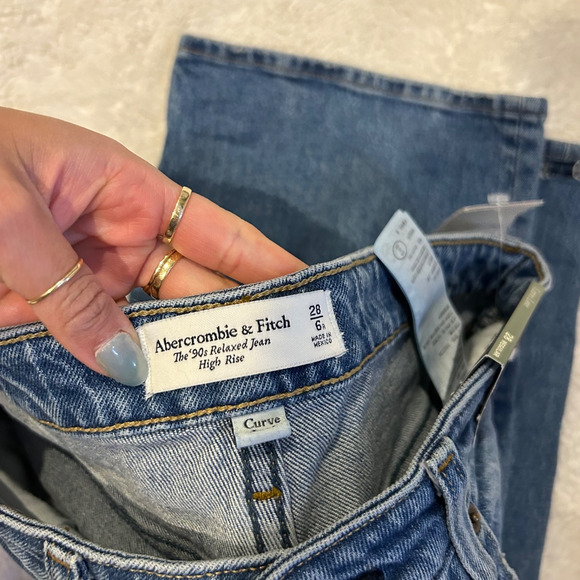 Abercrombie & Fitch
The '90s Relaxed Jean
High Rise
28
6R
MADE IN
MEXICO
Curve